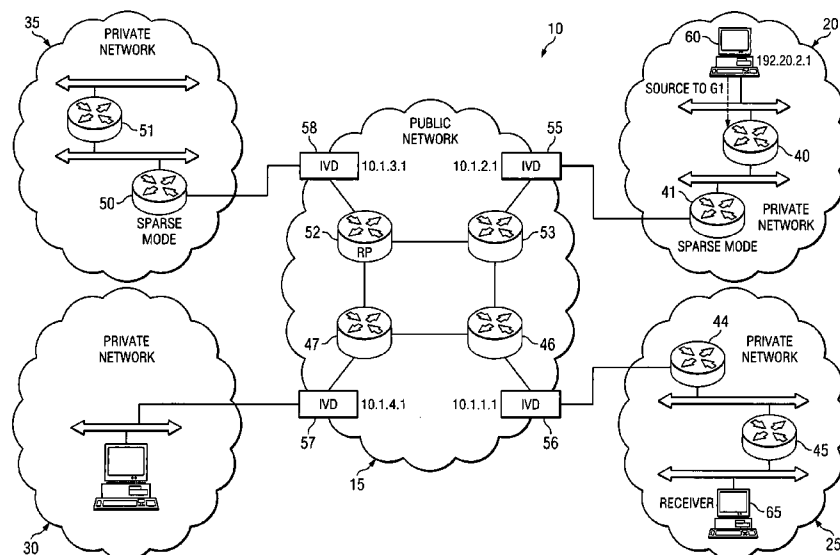 35
PRIVATE
NETWORK
51
50
SPARSE
MODE
10
60
20
192.20.2.1
SOURCE TO G1
40
41
PRIVATE
NETWORK
SPARSE MODE
PUBLIC
NETWORK
58
IVD
10.1.3.1
55
IVD
10.1.2.1
52
RP
53
47
46
IVD
10.1.4.1
57
10.1.1.1
IVD
56
15
PRIVATE
NETWORK
30
44
PRIVATE
NETWORK
45
RECEIVER
65
25